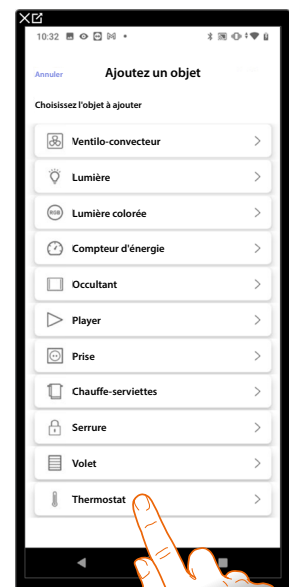 10:32
Annuler
Ajoutez un objet
Choisissez l'objet à ajouter
Ventilo-convecteur
Lumière
RGB
Lumière colorée
Compteur d'énergie
Occultant
Player
Prise
Chauffe-serviettes
Serrure
Volet
Thermostat